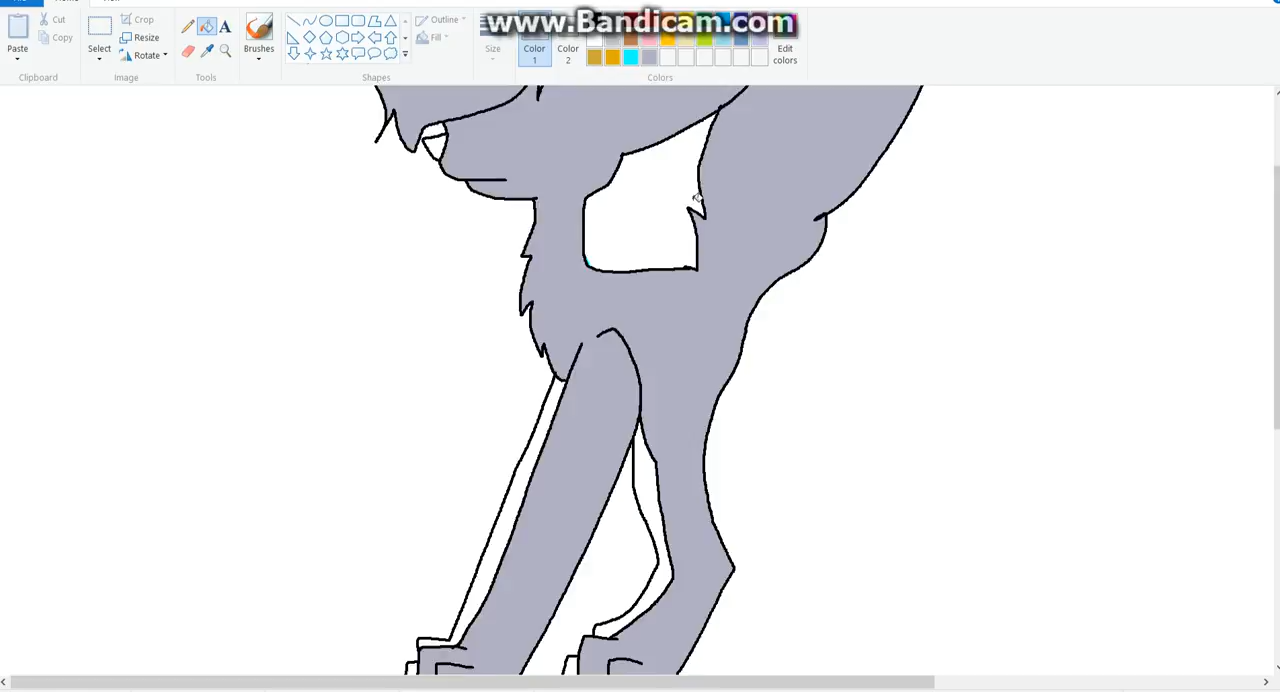 www.Bandicam.com
Paste
Cut
Copy
Clipboard
Select
Crop
Resize
Rotate
Image
Tools
Brushes
Shapes
Outline
Fill
Size
Color 1
Color 2
Colors
Edit colors